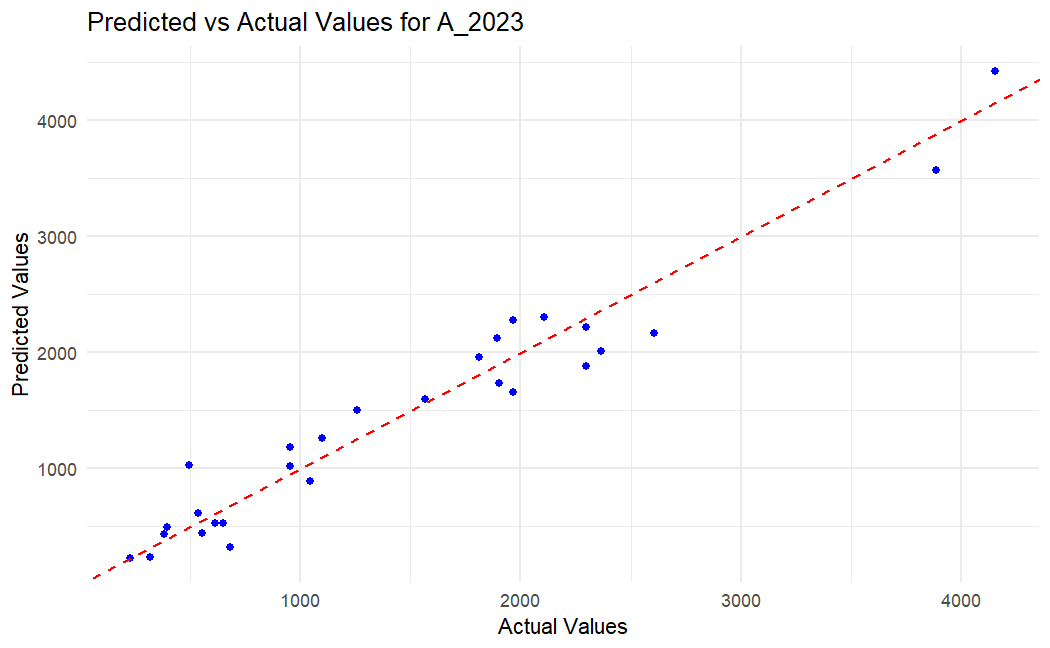 Predicted vs Actual Values for A_2023
4000
3000
2000
1000
Predicted Values
1000 2000 3000 4000
Actual Values